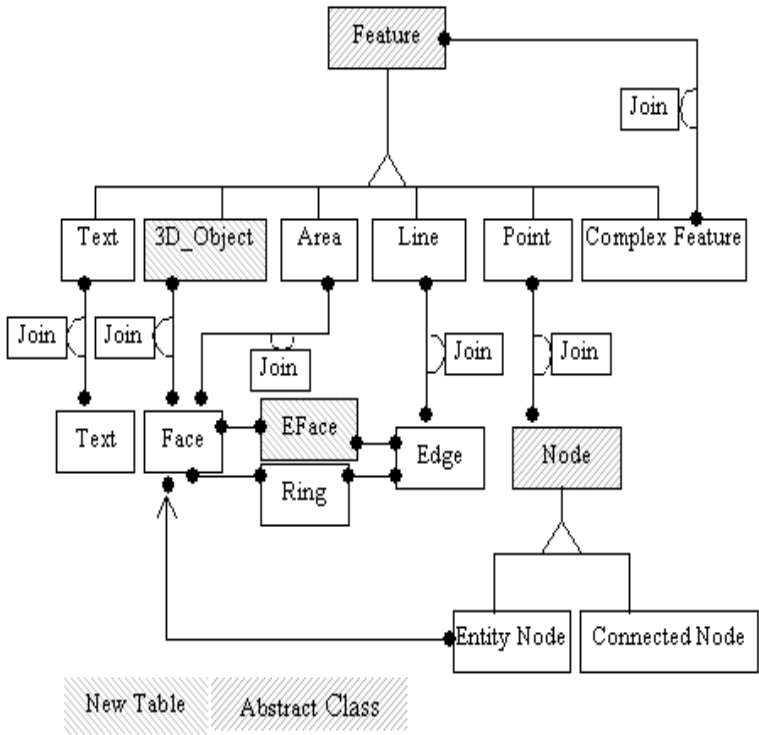 Feature
Join
Text
3D_Object
Area
Line
Point
Complex Feature
Join
Join
Join
Join
Join
Text
Face
EFace
Ring
Edge
Node
Entity Node
Connected Node
New Table
Abstract Class